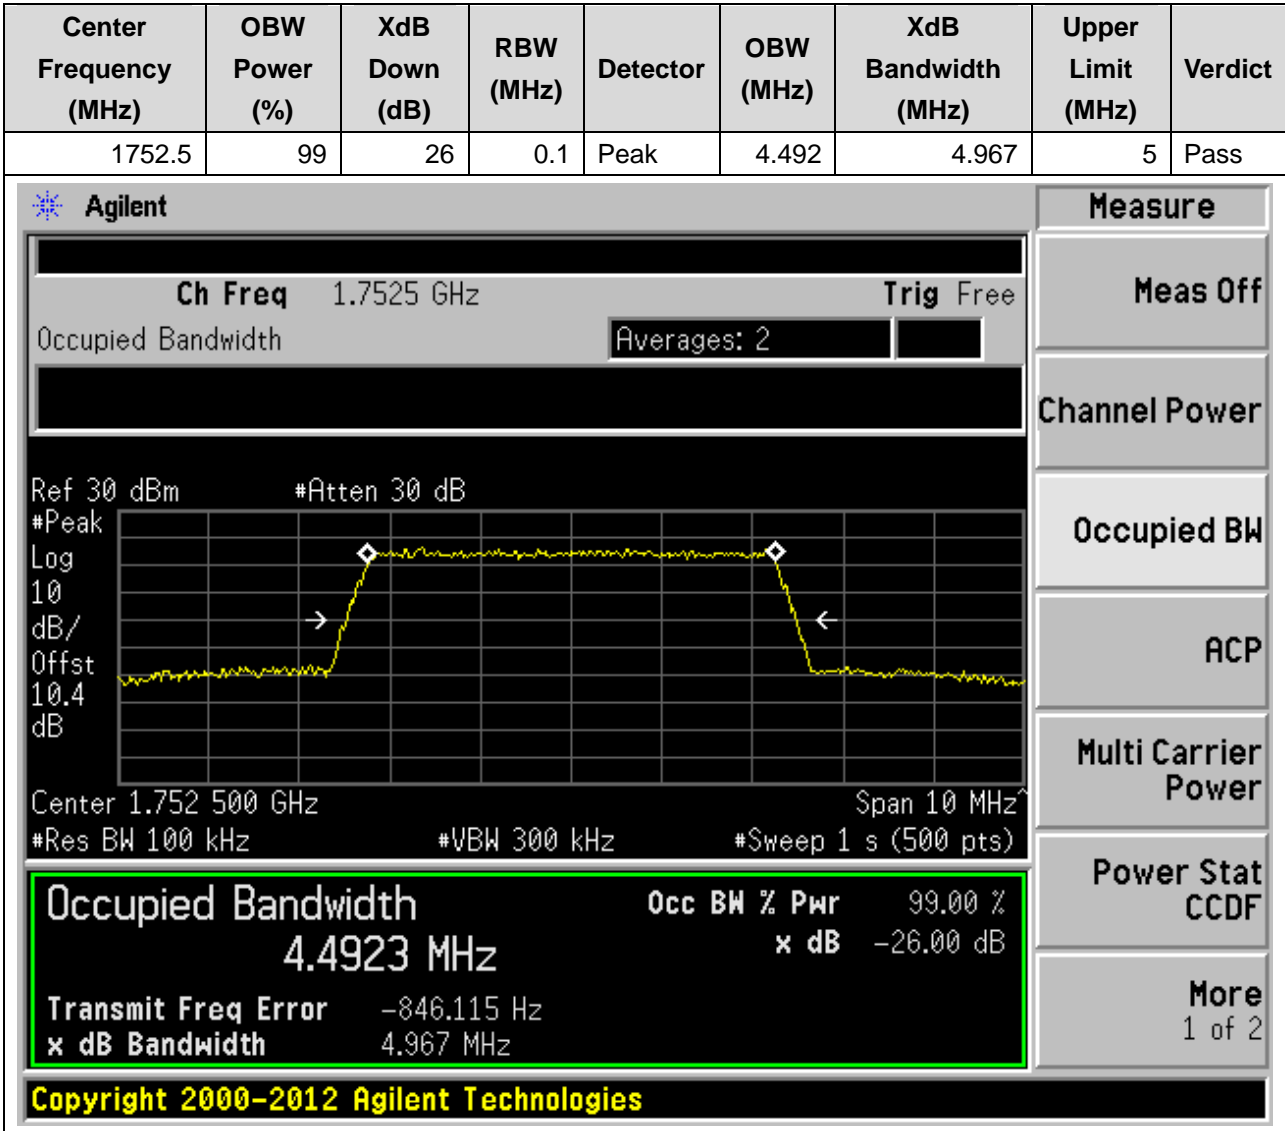 Center Frequency (MHz) OBW Power (%) XdB Down (dB) RBW (MHz) Detector OBW (MHz) XdB Bandwidth (MHz) Upper Limit (MHz) Verdict
1752.5 99 26 0.1 Peak 4.492 4.967 5 Pass
Agilent
Measure
Ch Freq 1.7525 GHz Trig Free
Meas Off
Occupied Bandwidth Averages: 2
Channel Power
Ref 30 dBm #Atten 30 dB
#Peak
Log
10
dB/
Offst
10.4
dB
Occupied BW
ACP
Multi Carrier
Power
Center 1.752 500 GHz Span 10 MHz^
#Res BW 100 kHz #VBW 300 kHz #Sweep 1 s (500 pts)
Power Stat
CCDF
Occupied Bandwidth Occ BW % Pwr 99.00 %
4.4923 MHz x dB -26.00 dB
Transmit Freq Error -846.115 Hz
x dB Bandwidth 4.967 MHz
More
1 of 2
Copyright 2000-2012 Agilent Technologies